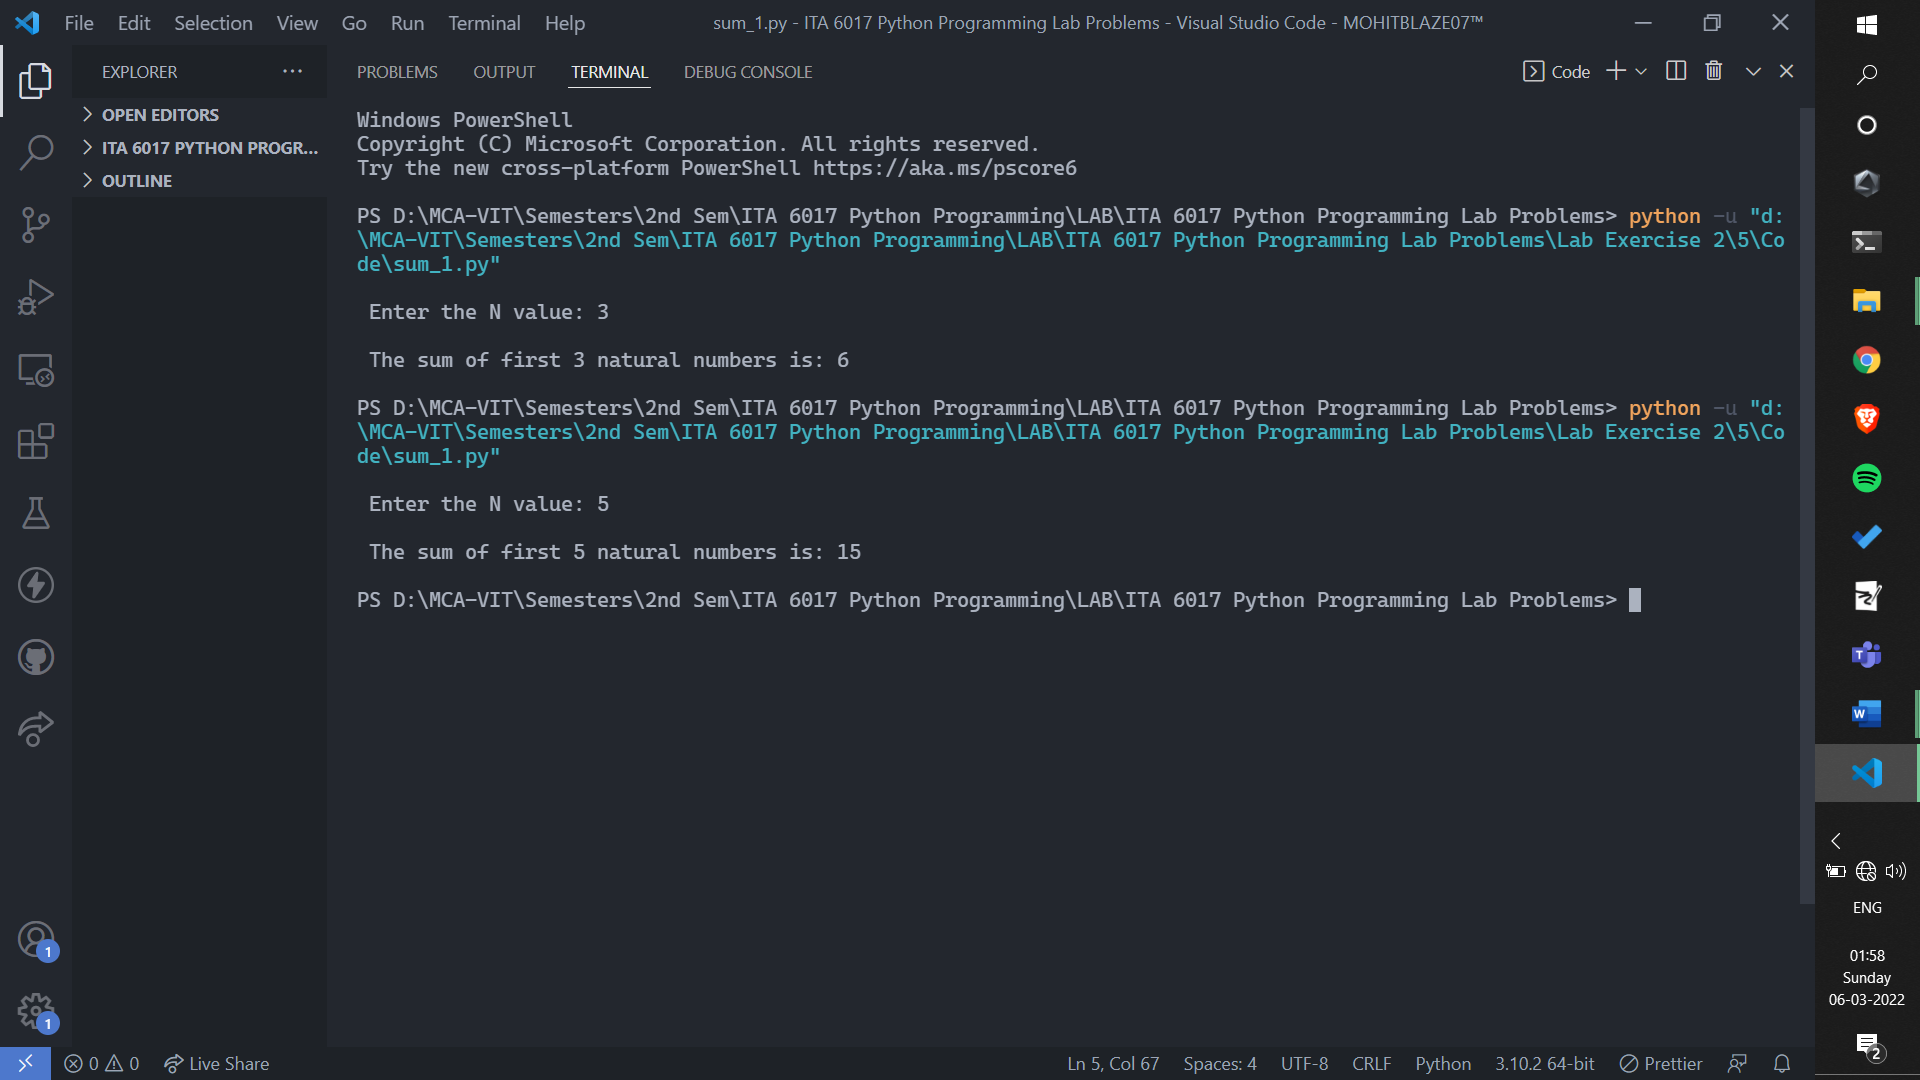 File Edit Selection View Go Run Terminal Help
sum_1.py - ITA 6017 Python Programming Lab Problems - Visual Studio Code - MOHITBLAZE07™
EXPLORER
OPEN EDITORS
ITA 6017 PYTHON PROGR...
OUTLINE
PROBLEMS OUTPUT TERMINAL DEBUG CONSOLE
Code
Windows PowerShell
Copyright (C) Microsoft Corporation. All rights reserved.
Try the new cross-platform PowerShell https://aka.ms/pscore6
PS D:\MCA-VIT\Semesters\2nd Sem\ITA 6017 Python Programming\LAB\ITA 6017 Python Programming Lab Problems> python -u "d:
\MCA-VIT\Semesters\2nd Sem\ITA 6017 Python Programming\LAB\ITA 6017 Python Programming Lab Problems\Lab Exercise 2\5\Co
de\sum_1.py"
Enter the N value: 3
The sum of first 3 natural numbers is: 6
PS D:\MCA-VIT\Semesters\2nd Sem\ITA 6017 Python Programming\LAB\ITA 6017 Python Programming Lab Problems> python -u "d:
\MCA-VIT\Semesters\2nd Sem\ITA 6017 Python Programming\LAB\ITA 6017 Python Programming Lab Problems\Lab Exercise 2\5\Co
de\sum_1.py"
Enter the N value: 5
The sum of first 5 natural numbers is: 15
PS D:\MCA-VIT\Semesters\2nd Sem\ITA 6017 Python Programming\LAB\ITA 6017 Python Programming Lab Problems>
1
1
0 0 Live Share
Ln 5, Col 67 Spaces: 4 UTF-8 CRLF Python 3.10.2 64-bit Prettier
T
W
ENG
01:58
Sunday
06-03-2022
2